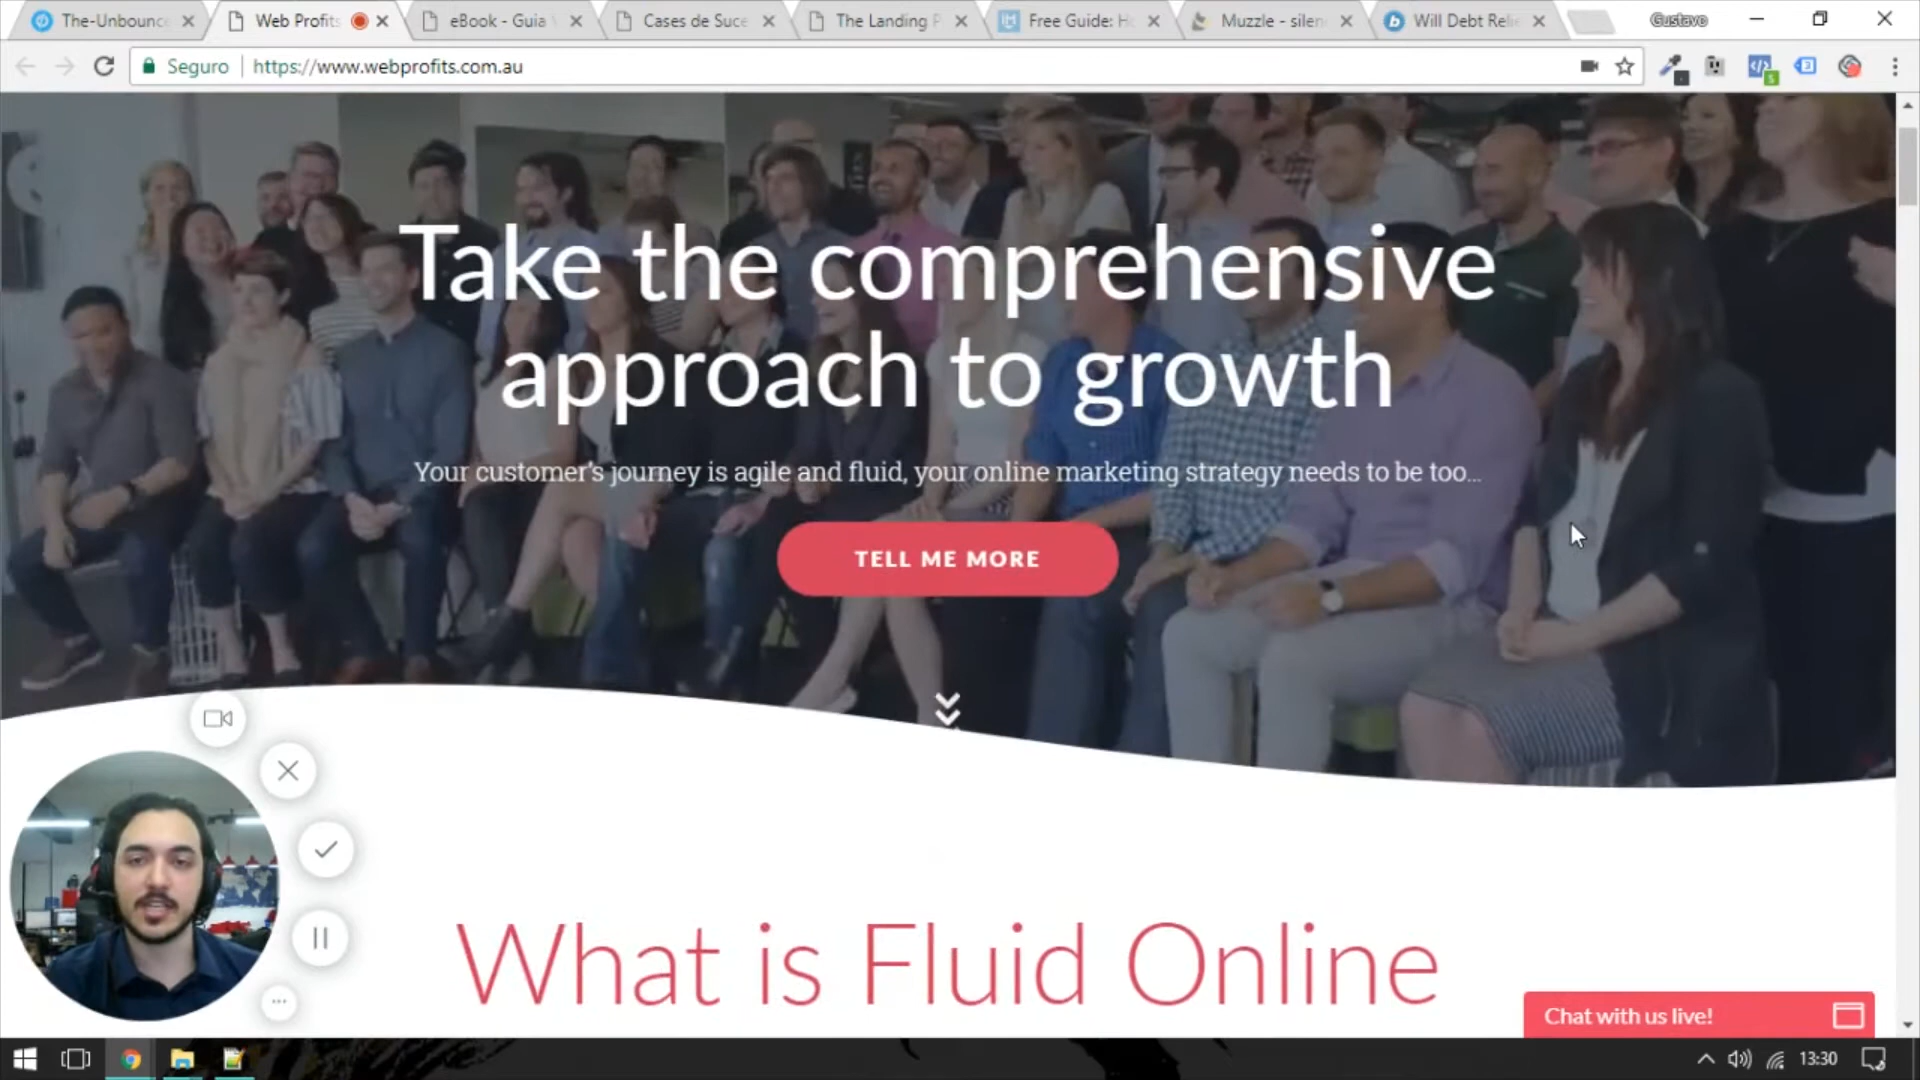 The-Unbounce
Web Profits
eBook - Guia
Cases de Suce
The Landing P
Free Guide: H
Muzzle - silen
Will Debt Reli
Gustavo
Seguro
https://www.webprofits.com.au
Take the comprehensive
approach to growth
Your customer's journey is agile and fluid, your online marketing strategy needs to be too...
TELL ME MORE
What is Fluid Online
Chat with us live!
13:30